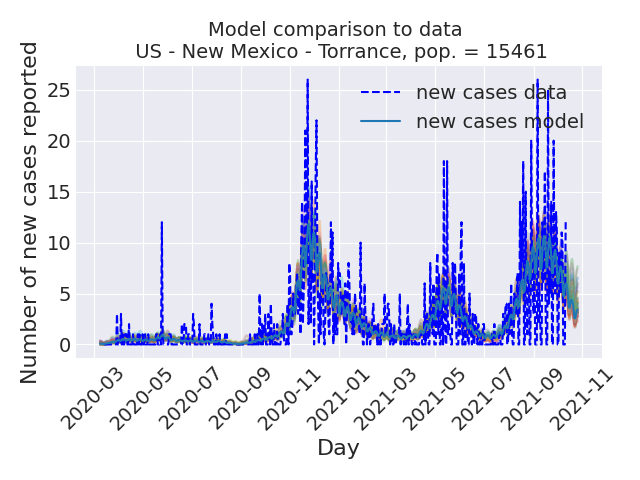 Model comparison to data
US - New Mexico - Torrance, pop. = 15461
Number of new cases reported
25
20
15
10
5
0
new cases data
new cases model
2020-03
2020-05
2020-07
2020-09
2020-11
2021-01
2021-03
2021-05
2021-07
2021-09
2021-11
Day